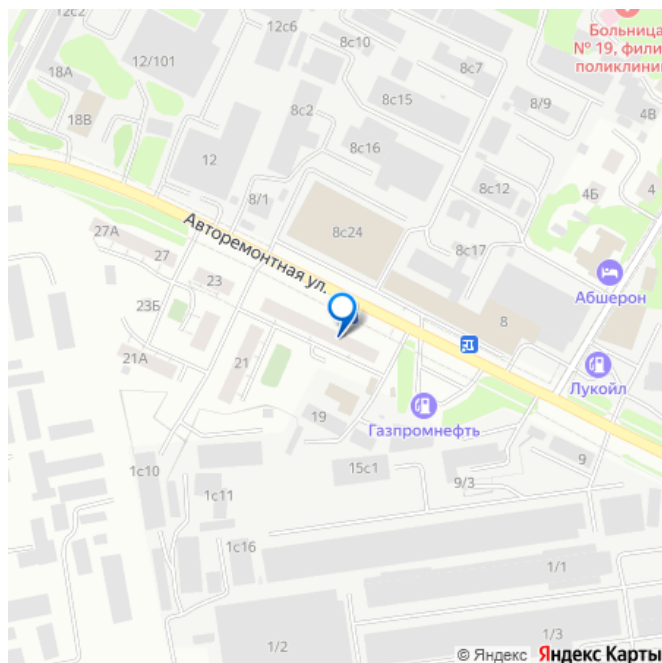 12с2
12с6
8с10
Больница
№ 19, фили
поликлини
18А
12/101
8с7
8с15
8/9
4В
18В
8с2
8с16
12
8с12
4Б
4
8/1
Авторемонтная ул.
8с24
27А
27
8с17
23
Абшерон
23Б
8
21А
21
Лукойл
19
Газпромнефть
15с1
9
1с10
9/3
1с11
1с16
1/1
1/2
1/3
© Яндекс Яндекс Карты